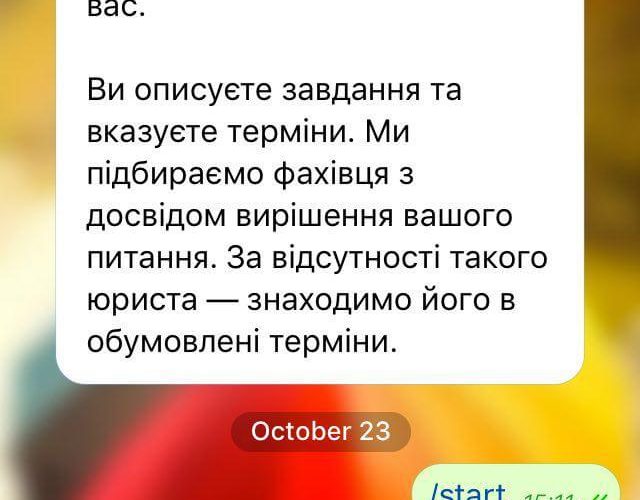 вас.
Ви описуєте завдання та
вказуєте терміни. Ми
підбираємо фахівця з
досвідом вирішення вашого
питання. За відсутності такого
юриста — знаходимо його в
обумовлені терміни.
October 23
/start 15:11